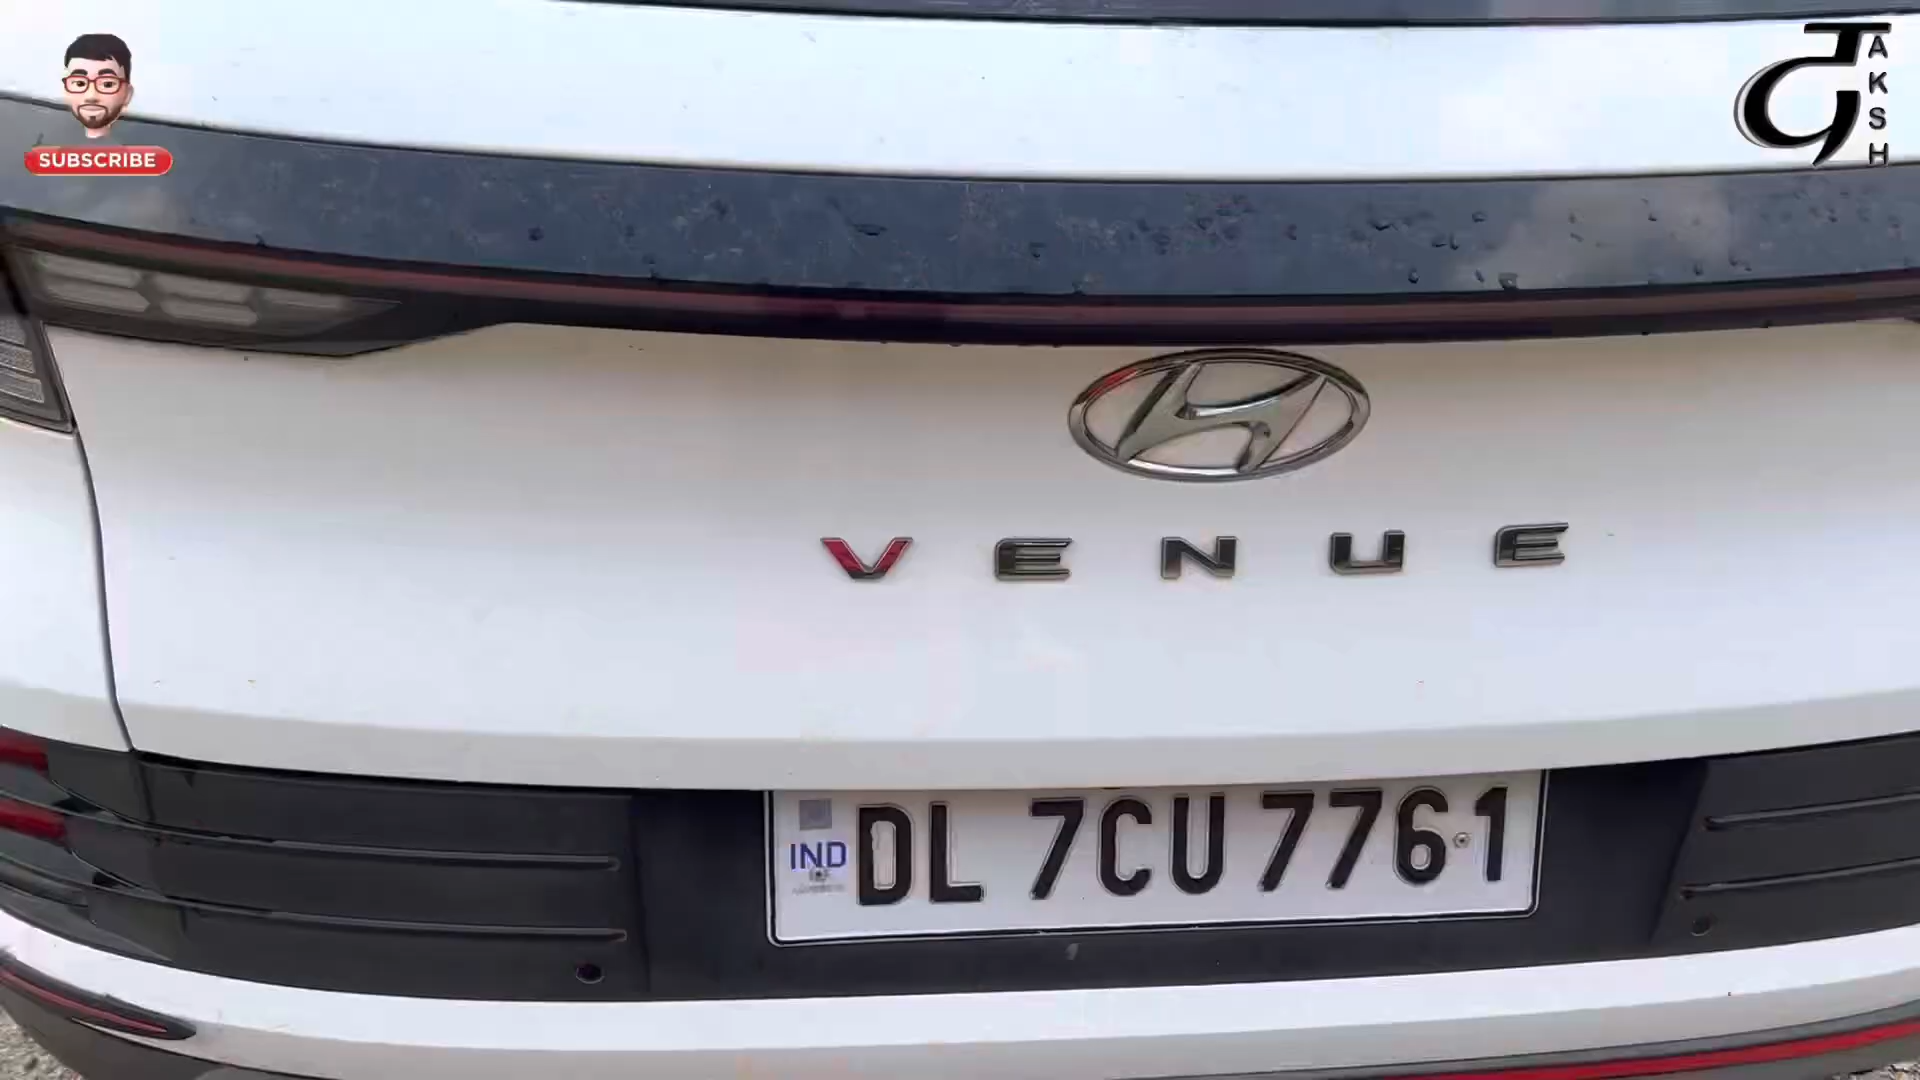 SUBSCRIBE
द
AKSH
VENUE
IND
DL 7CU 7761